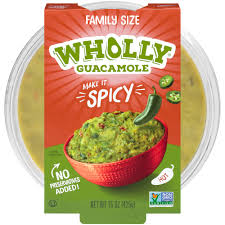 FAMILY SIZE
WHOLLY
GUACAMOLE
MAKE IT
SPICY
NO
PRESERVATIVES
ADDED!
HOT
NET WT 15 OZ (425g)